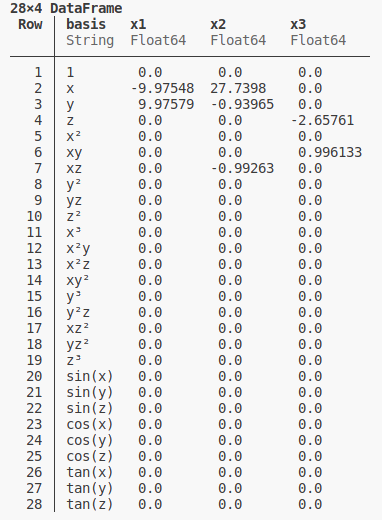 28×4 DataFrame
Row basis x1 x2 x3
String Float64 Float64 Float64
1 1 0.0 0.0 0.0
2 x -9.97548 27.7398 0.0
3 y 9.97579 -0.93965 0.0
4 z 0.0 0.0 -2.65761
5 x² 0.0 0.0 0.0
6 xy 0.0 0.0 0.996133
7 xz 0.0 -0.99263 0.0
8 y² 0.0 0.0 0.0
9 yz 0.0 0.0 0.0
10 z² 0.0 0.0 0.0
11 x³ 0.0 0.0 0.0
12 x²y 0.0 0.0 0.0
13 x²z 0.0 0.0 0.0
14 xy² 0.0 0.0 0.0
15 y³ 0.0 0.0 0.0
16 y²z 0.0 0.0 0.0
17 xz² 0.0 0.0 0.0
18 yz² 0.0 0.0 0.0
19 z³ 0.0 0.0 0.0
20 sin(x) 0.0 0.0 0.0
21 sin(y) 0.0 0.0 0.0
22 sin(z) 0.0 0.0 0.0
23 cos(x) 0.0 0.0 0.0
24 cos(y) 0.0 0.0 0.0
25 cos(z) 0.0 0.0 0.0
26 tan(x) 0.0 0.0 0.0
27 tan(y) 0.0 0.0 0.0
28 tan(z) 0.0 0.0 0.0